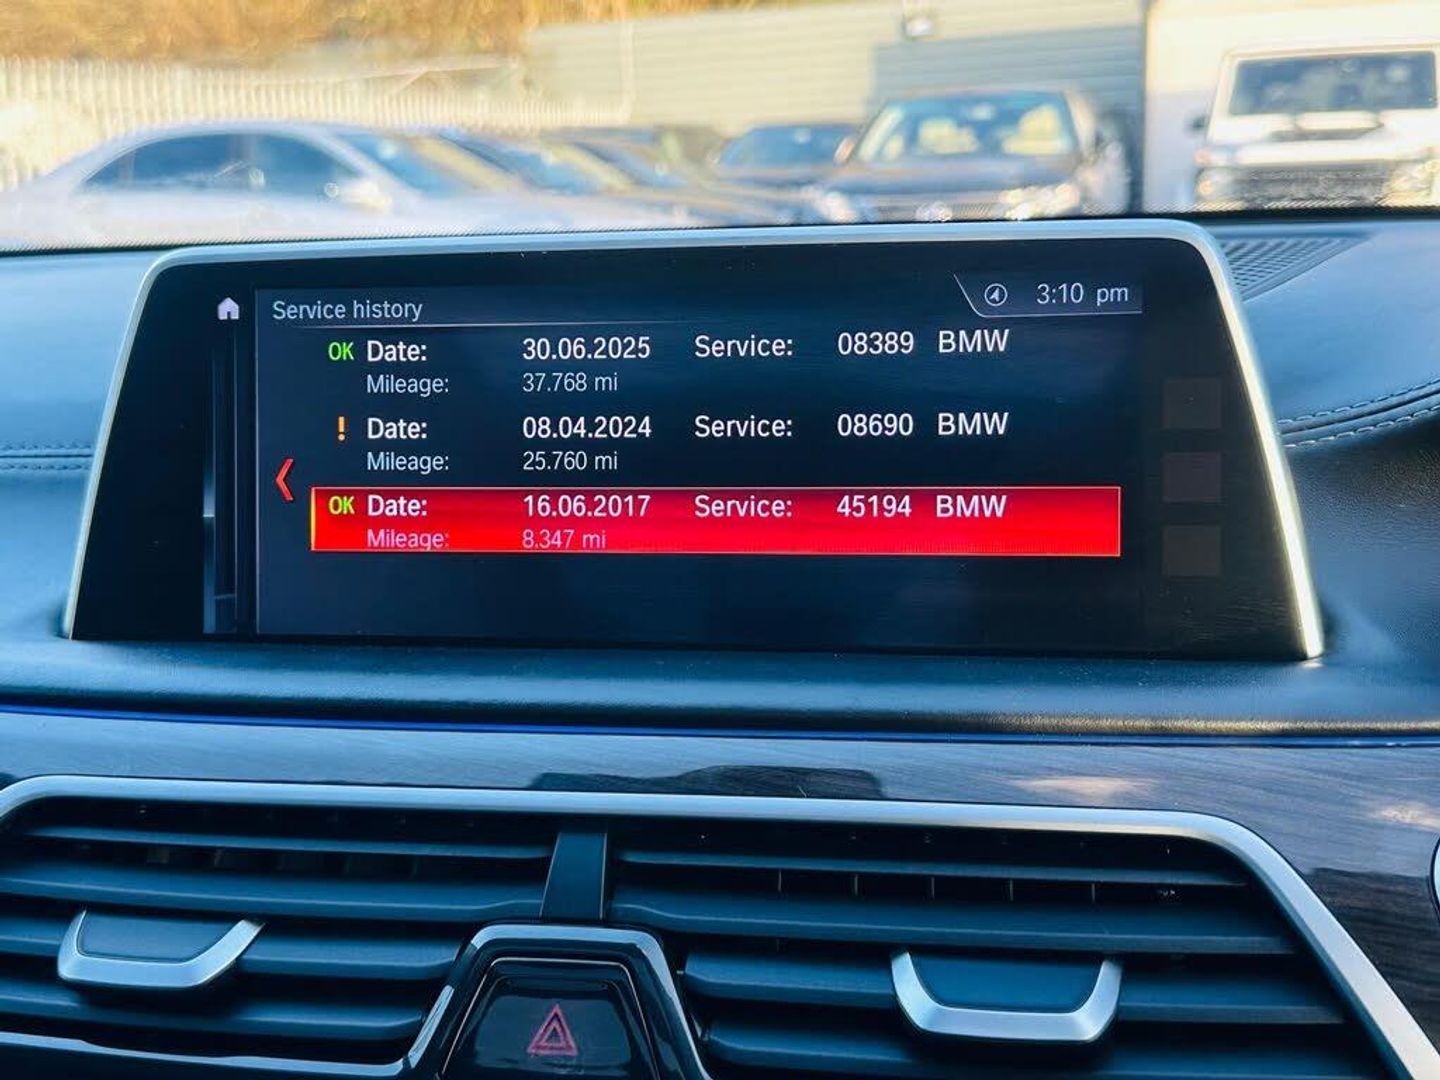 Service history
3:10 pm
OK Date: 30.06.2025 Service: 08389 BMW
Mileage: 37.768 mi
! Date: 08.04.2024 Service: 08690 BMW
Mileage: 25.760 mi
OK Date: 16.06.2017 Service: 45194 BMW
Mileage: 8.347 mi